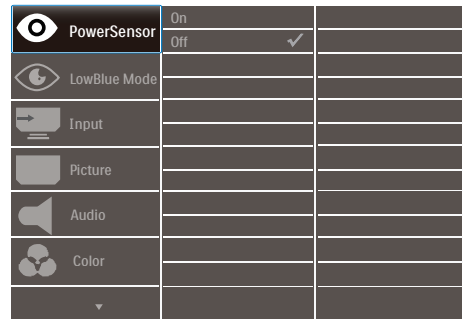 PowerSensor
On
Off
LowBlue Mode
Input
Picture
Audio
Color